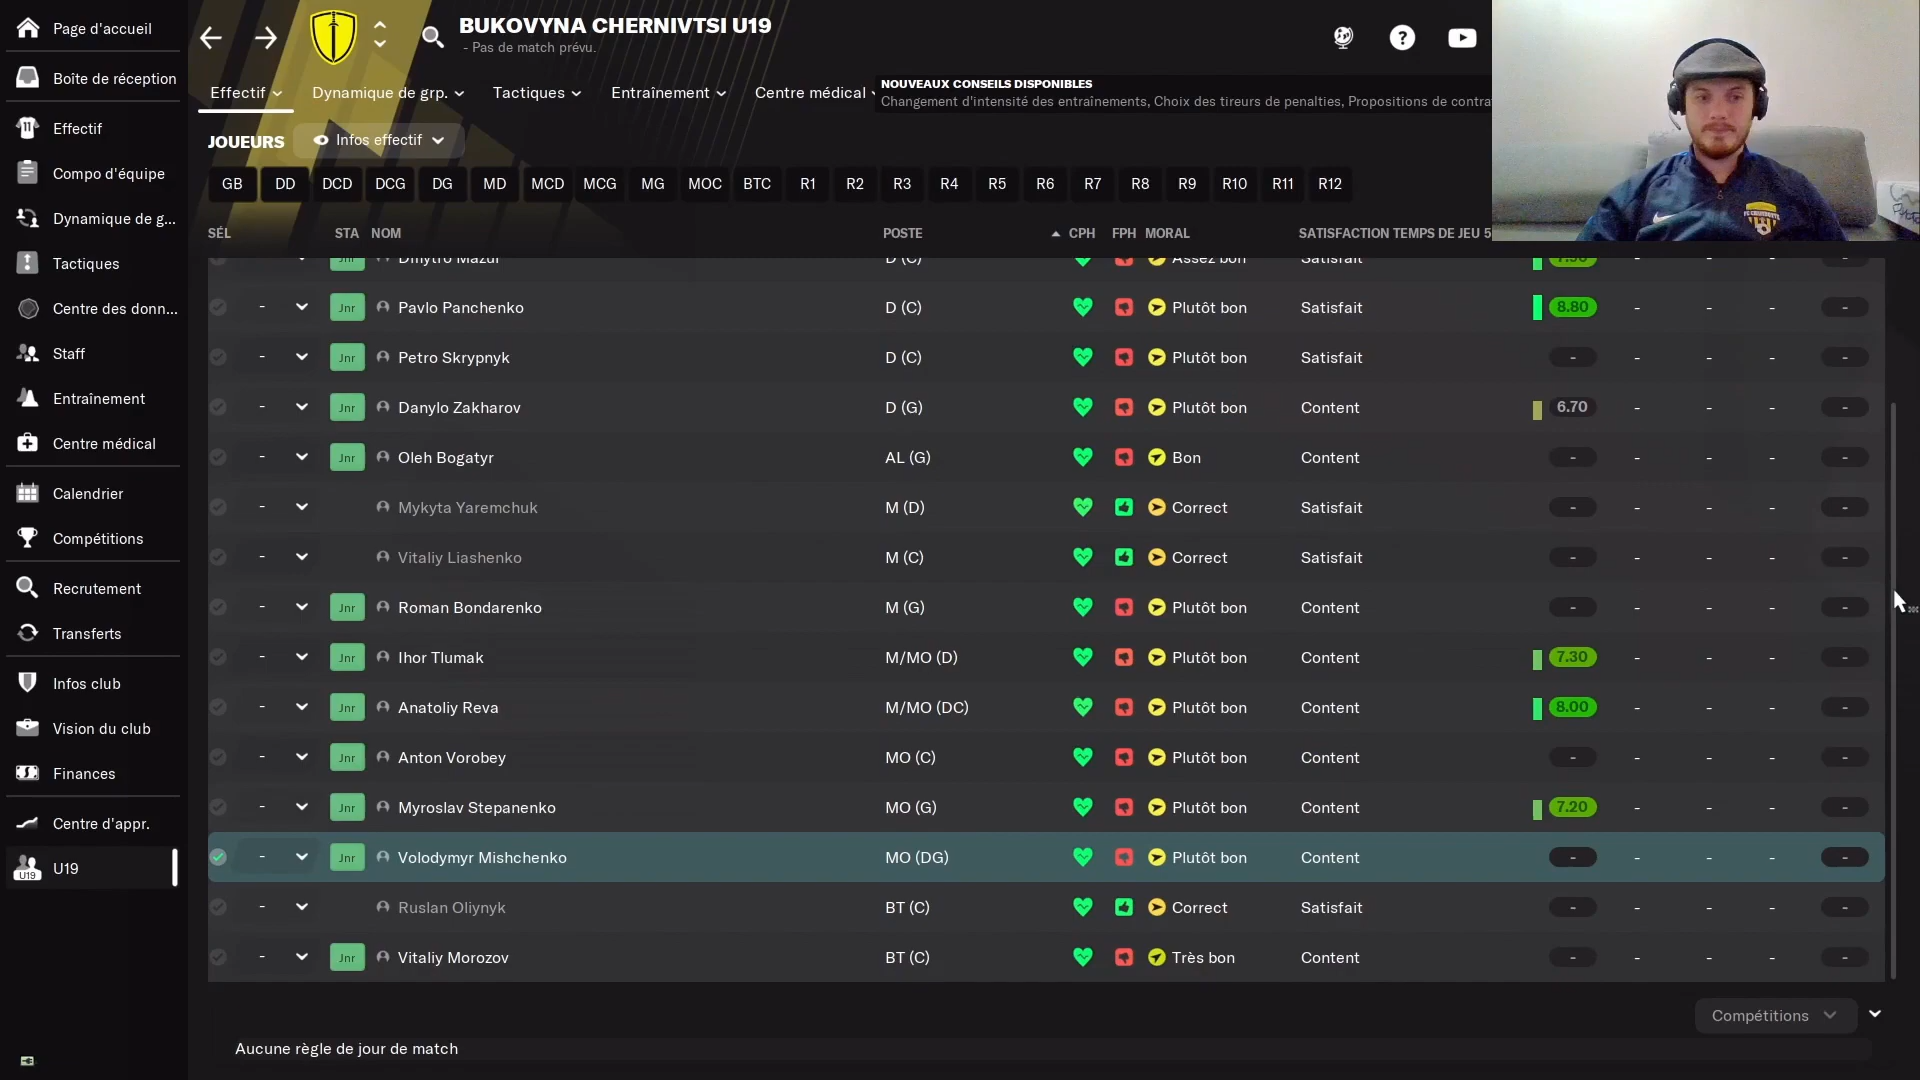 Page d'accueil
Boîte de réception
Effectif
Compo d'équipe
Dynamique de g...
Tactiques
Centre des donn...
Staff
Entraînement
Centre médical
Calendrier
Compétitions
Recrutement
Transferts
Infos club
Vision du club
Finances
Centre d'appr.
U19
U19
BUKOVYNA CHERNIVTSI U19
- Pas de match prévu.
Effectif Dynamique de grp. Tactiques Entraînement Centre médical
NOUVEAUX CONSEILS DISPONIBLES
Changement d'intensité des entraînements, Choix des tireurs de penalties, Propositions de contra
JOUEURS Infos effectif
GB DD DCD DCG DG MD MCD MCG MG MOC BTC R1 R2 R3 R4 R5 R6 R7 R8 R9 R10 R11 R12
SÉL STA NOM POSTE CPH FPH MORAL SATISFACTION TEMPS DE JEU 5
Jnr Dmytro Mazur D (C) Assez bon Satisfait
- Jnr Pavlo Panchenko D (C) Plutôt bon Satisfait 8.80 - - - -
- Jnr Petro Skrypnyk D (C) Plutôt bon Satisfait - - - - -
- Jnr Danylo Zakharov D (G) Plutôt bon Content 6.70 - - - -
- Jnr Oleh Bogatyr AL (G) Bon Content - - - - -
- Mykyta Yaremchuk M (D) Correct Satisfait - - - - -
- Vitaliy Liashenko M (C) Correct Satisfait - - - - -
- Jnr Roman Bondarenko M (G) Plutôt bon Content - - - - -
- Jnr Ihor Tlumak M/MO (D) Plutôt bon Content 7.30 - - - -
- Jnr Anatoliy Reva M/MO (DC) Plutôt bon Content 8.00 - - - -
- Jnr Anton Vorobey MO (C) Plutôt bon Content - - - - -
- Jnr Myroslav Stepanenko MO (G) Plutôt bon Content 7.20 - - - -
- Jnr Volodymyr Mishchenko MO (DG) Plutôt bon Content - - - - -
- Ruslan Oliynyk BT (C) Correct Satisfait - - - - -
- Jnr Vitaliy Morozov BT (C) Très bon Content - - - - -
Compétitions
Aucune règle de jour de match